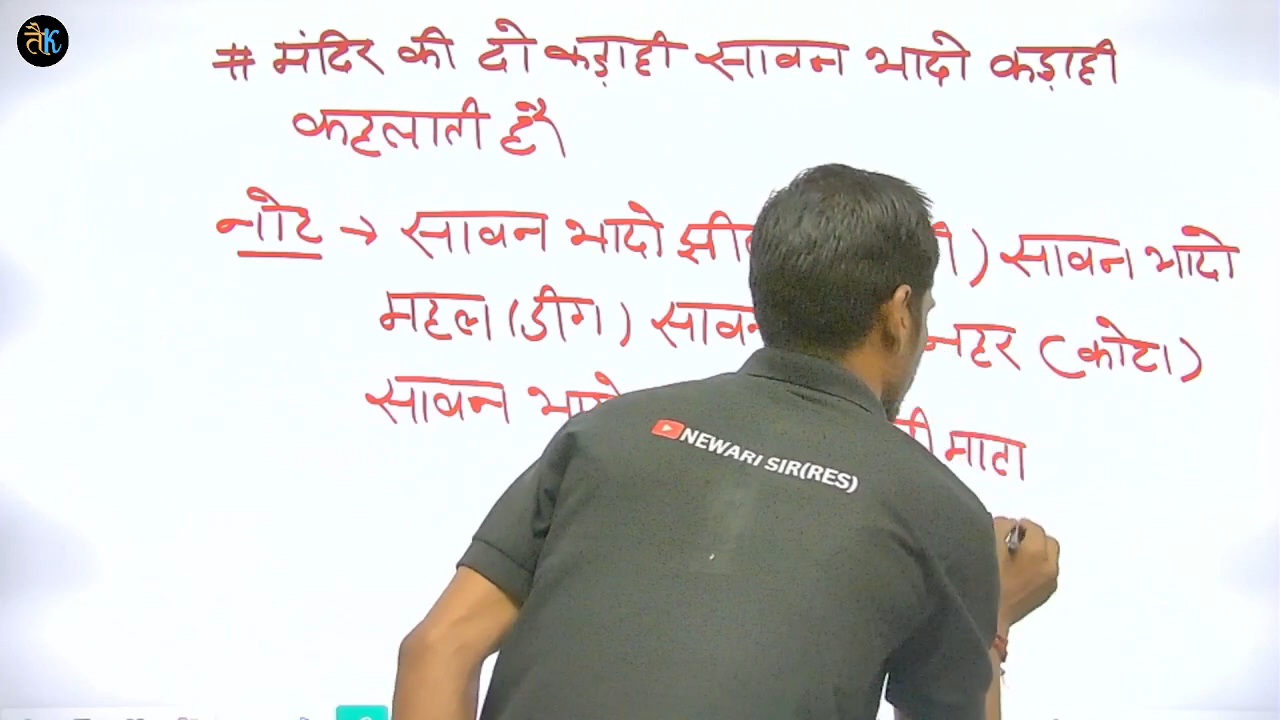 तैK
# मंदिर की दो कड़ाही सावन भादो कड़ाही
कहलाती है
नोट → सावन भादो ) सावन भादो
महल (डीग) सावन नहर (कोटा)
सावन माता
NEWARI SIR(RES)